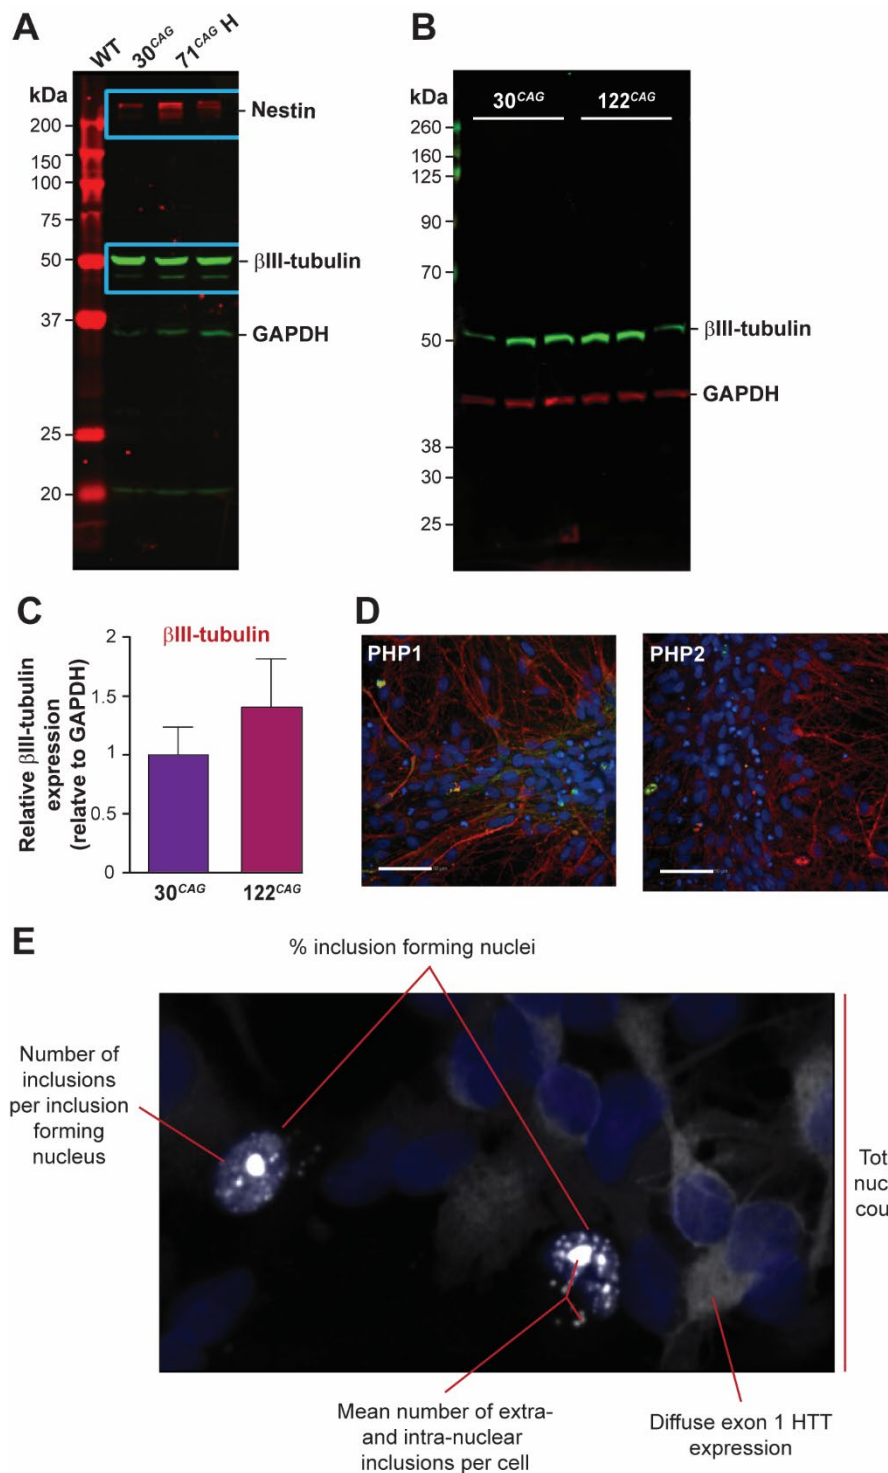 A
WT
30CAG
71CAG H
kDa
200
150
100
75
50
37
25
20
Nestin
βIII-tubulin
GAPDH
B
kDa
30CAG
122CAG
260
160
125
90
70
50
38
30
25
βIII-tubulin
GAPDH
C
βIII-tubulin
Relative βIII-tubulin
expression
(relatve to GAPDH)
2
1.5
1
0.5
0
30CAG
122CAG
D
PHP1
PHP2
E
% inclusion forming nuclei
Number of
inclusions
per inclusion
forming
nucleus
Tot
nuc
cou
Mean number of extra-
and intra-nuclear
inclusions per cell
Diffuse exon 1 HTT
expression